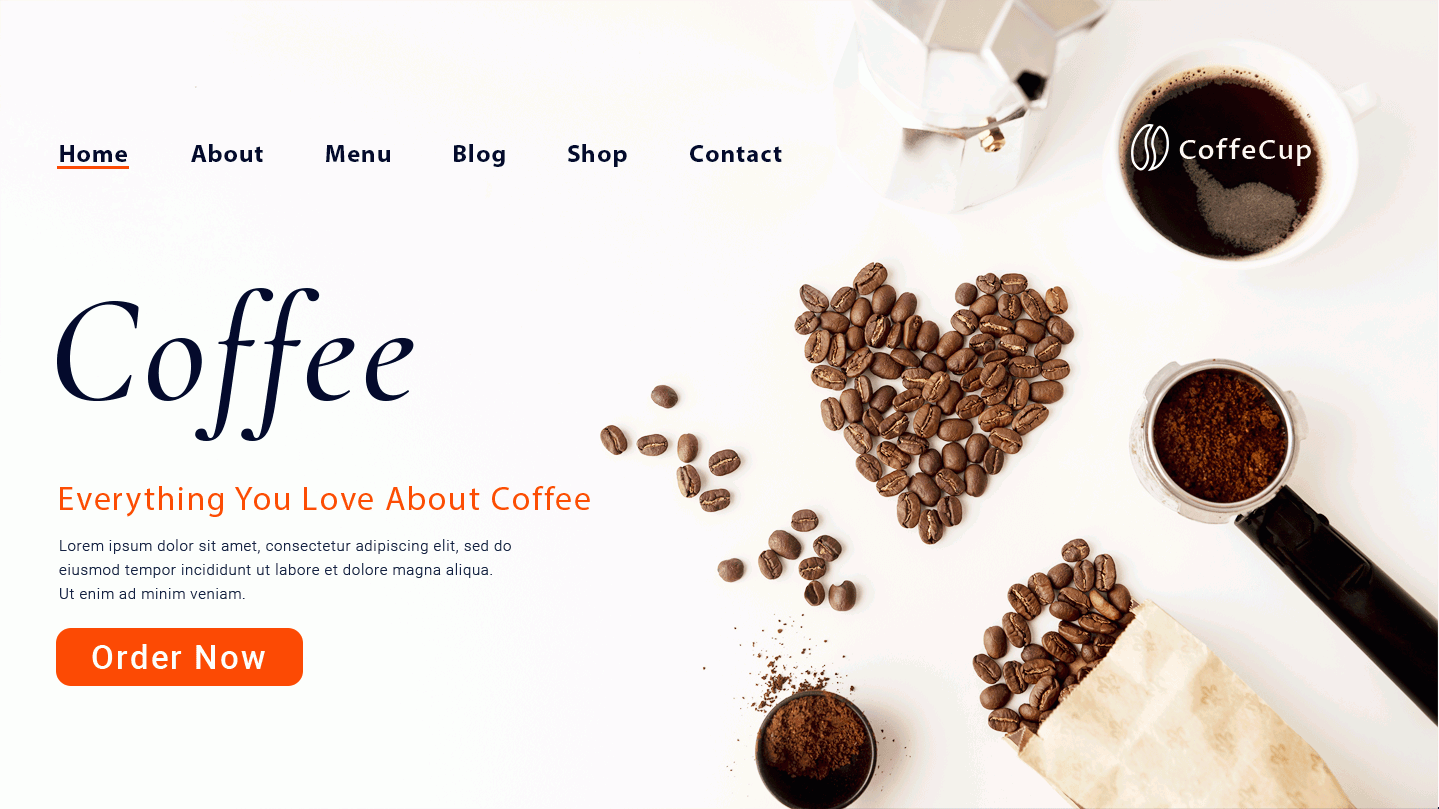 Home About Menu Blog Shop Contact
CoffeCup
Coffee
Everything You Love About Coffee
Lorem ipsum dolor sit amet, consectetur adipiscing elit, sed do
eiusmod tempor incididunt ut labore et dolore magna aliqua.
Ut enim ad minim veniam.
Order Now